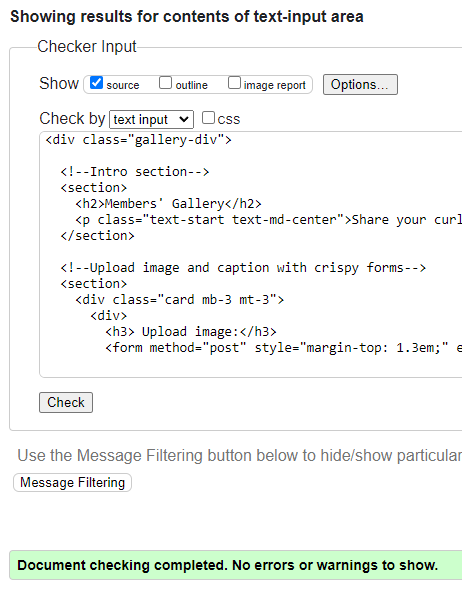 Showing results for contents of text-input area
Checker Input
Show source outline image report Options...
Check by text input css
<div class="gallery-div">
<!--Intro section-->
<section>
<h2>Members' Gallery</h2>
<p class="text-start text-md-center">Share your curl
</section>
<!--Upload image and caption with crispy forms-->
<section>
<div class="card mb-3 mt-3">
<div>
<h3> Upload image:</h3>
<form method="post" style="margin-top: 1.3em;" e
Check
Use the Message Filtering button below to hide/show particular
Message Filtering
Document checking completed. No errors or warnings to show.